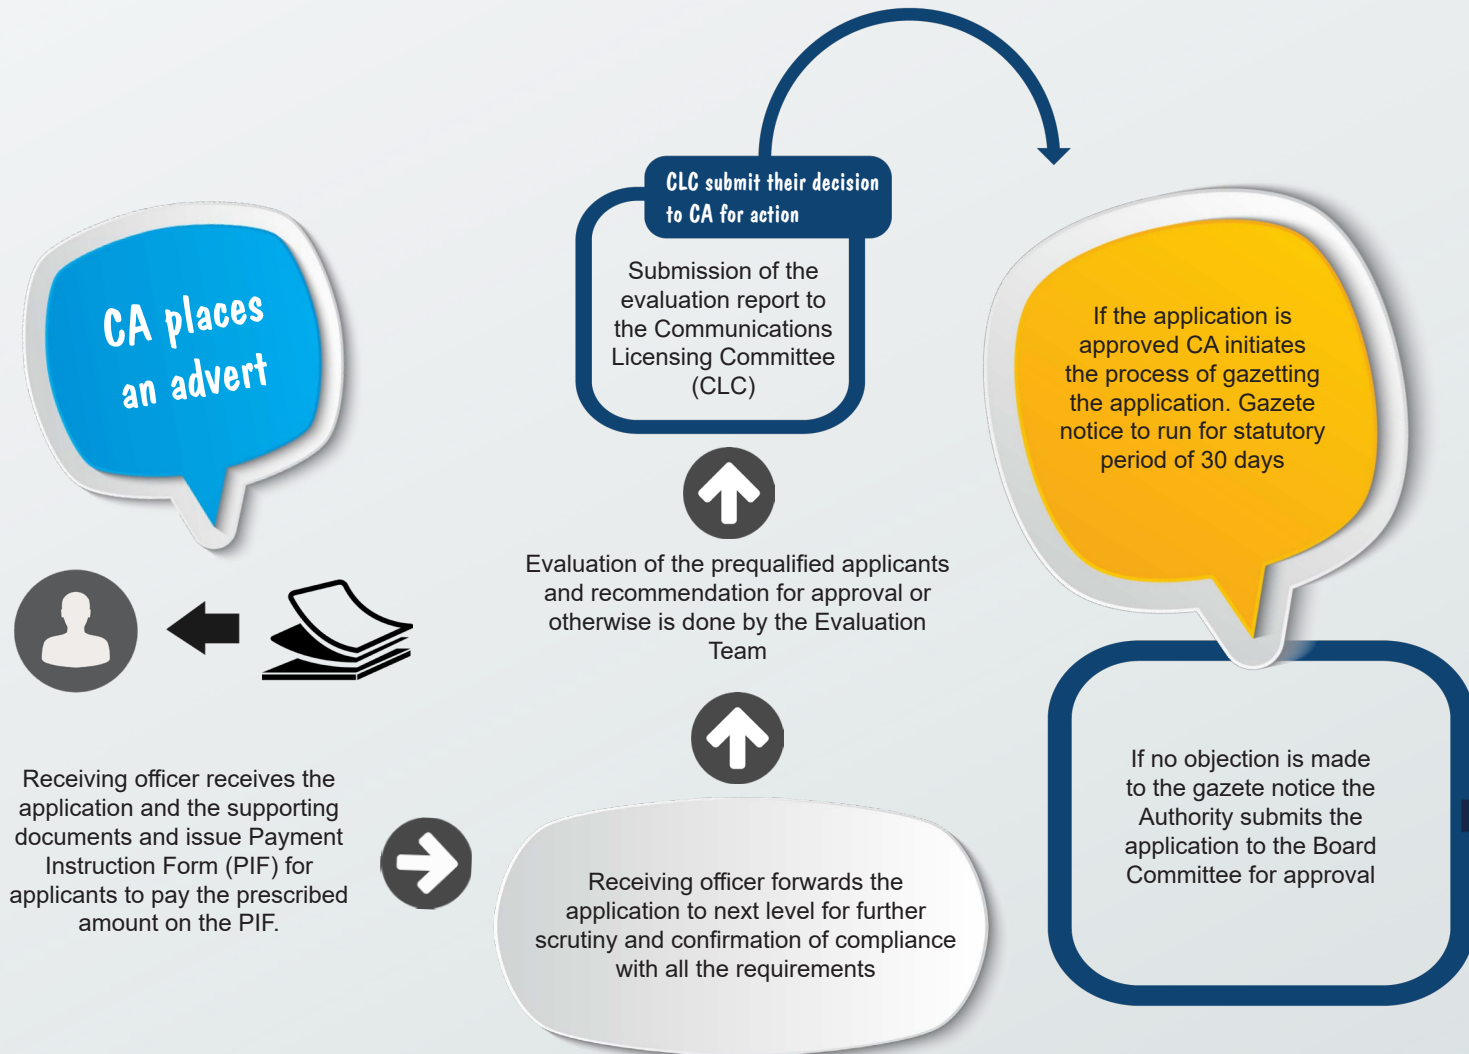 CA places
an advert
Receiving officer receives the
application and the supporting
documents and issue Payment
Instruction Form (PIF) for
applicants to pay the prescribed
amount on the PIF.
Receiving officer forwards the
application to next level for further
scrutiny and confirmation of compliance
with all the requirements
Evaluation of the prequalified applicants
and recommendation for approval or
otherwise is done by the Evaluation
Team
CLC submit their decision
to CA for action
Submission of the
evaluation report to
the Communications
Licensing Committee
(CLC)
If the application is
approved CA initiates
the process of gazetting
the application. Gazete
notice to run for statutory
period of 30 days
If no objection is made
to the gazete notice the
Authority submits the
application to the Board
Committee for approval